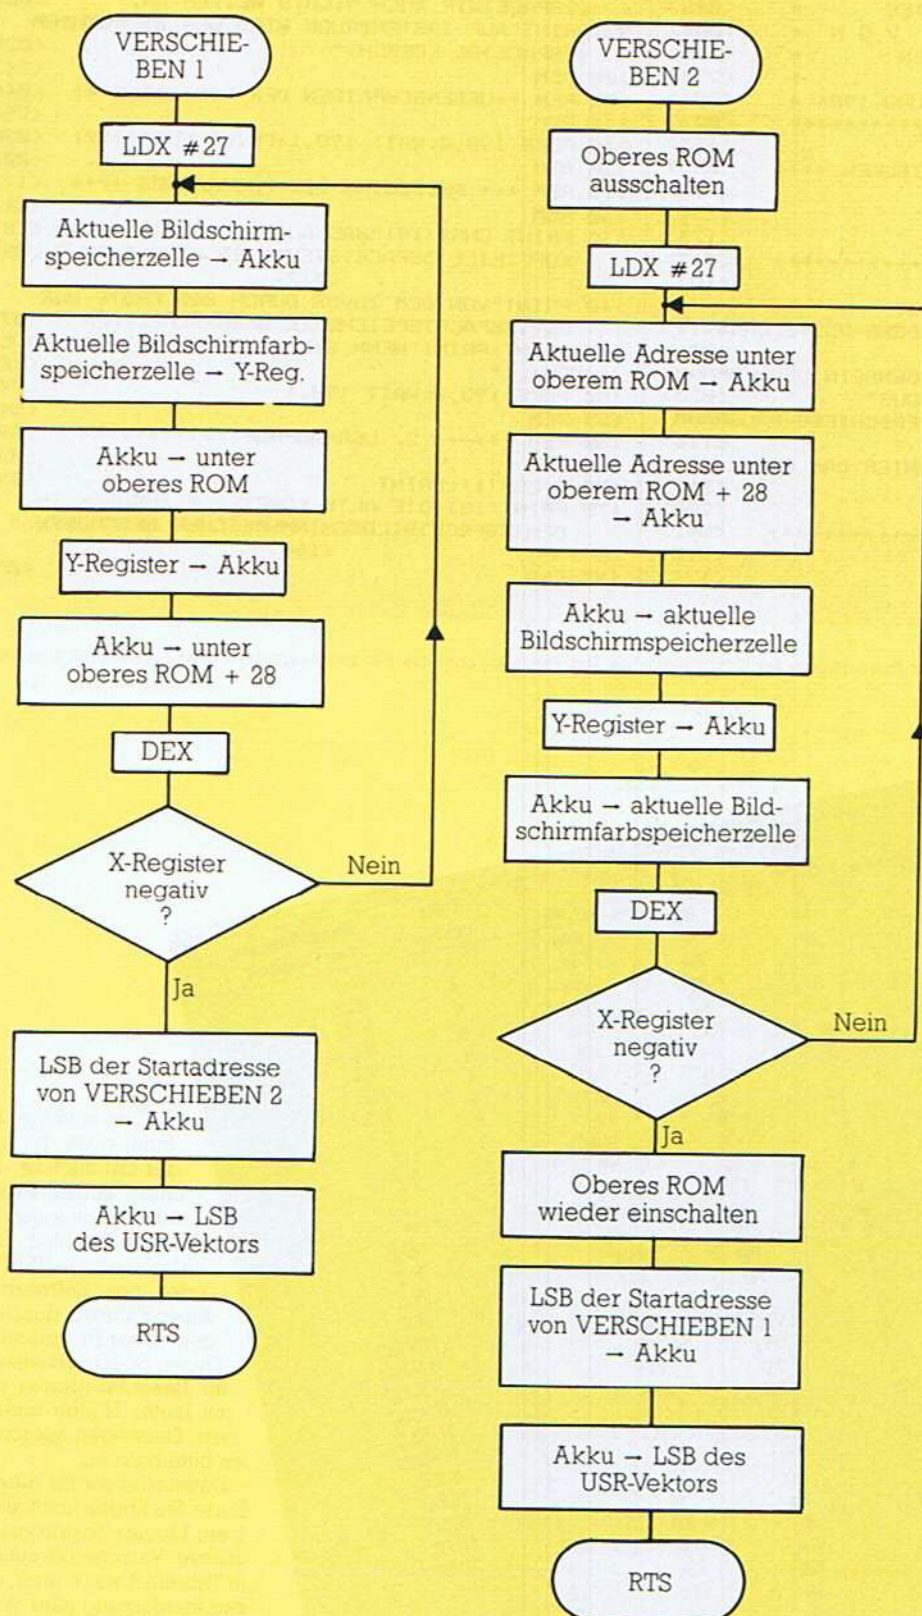 VERSCHIE-
BEN 1
LDX #27
Aktuelle Bildschirm-
speicherzelle → Akku
Aktuelle Bildschirmfarb-
speicherzelle → Y-Reg.
Akku → unter
oberes ROM
Y-Register → Akku
Akku → unter
oberes ROM + 28
DEX
X-Register
negativ
?
Nein
Ja
LSB der Startadresse
von VERSCHIEBEN 2
→ Akku
Akku → LSB
des USR-Vektors
RTS
VERSCHIE-
BEN 2
Oberes ROM
ausschalten
LDX #27
Aktuelle Adresse unter
oberem ROM → Akku
Aktuelle Adresse unter
oberem ROM + 28
→ Akku
Akku → aktuelle
Bildschirmspeicherzelle
Y-Register → Akku
Akku → aktuelle Bild-
schirmfarbspeicherzelle
DEX
X-Register
negativ
?
Nein
Ja
Oberes ROM
wieder einschalten
LSB der Startadresse
von VERSCHIEBEN 1
→ Akku
Akku → LSB des
USR-Vektors
RTS